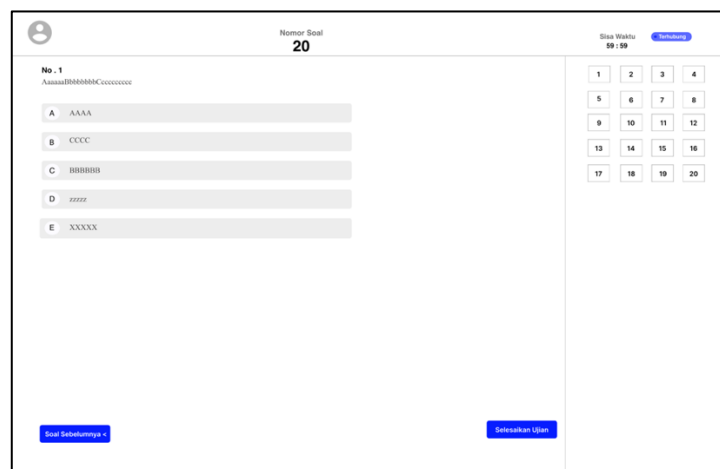 Nomor Soal
20
Sisa Waktu
59 : 59
• Terhubung
No . 1
AaaaaaBbbbbbbbCcccccccccc
A AAAA
B CCCC
C BBBBBB
D zzzzz
E XXXXX
1 2 3 4
5 6 7 8
9 10 11 12
13 14 15 16
17 18 19 20
Soal Sebelumnya <
Selesaikan Ujian